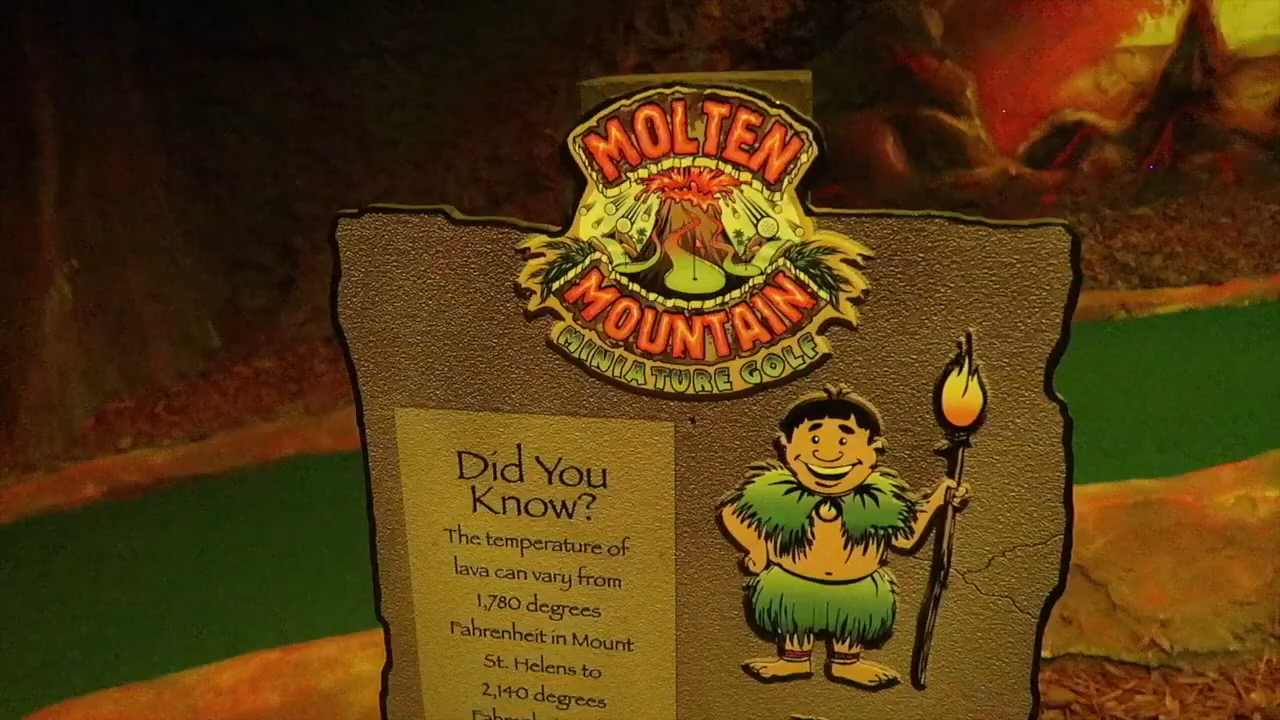 MOLTEN
MOUNTAIN
MINIATURE GOLF
Did You
Know?
The temperature of
lava can vary from
1,780 degrees
Fahrenheit in Mount
St. Helens to
2,140 degrees